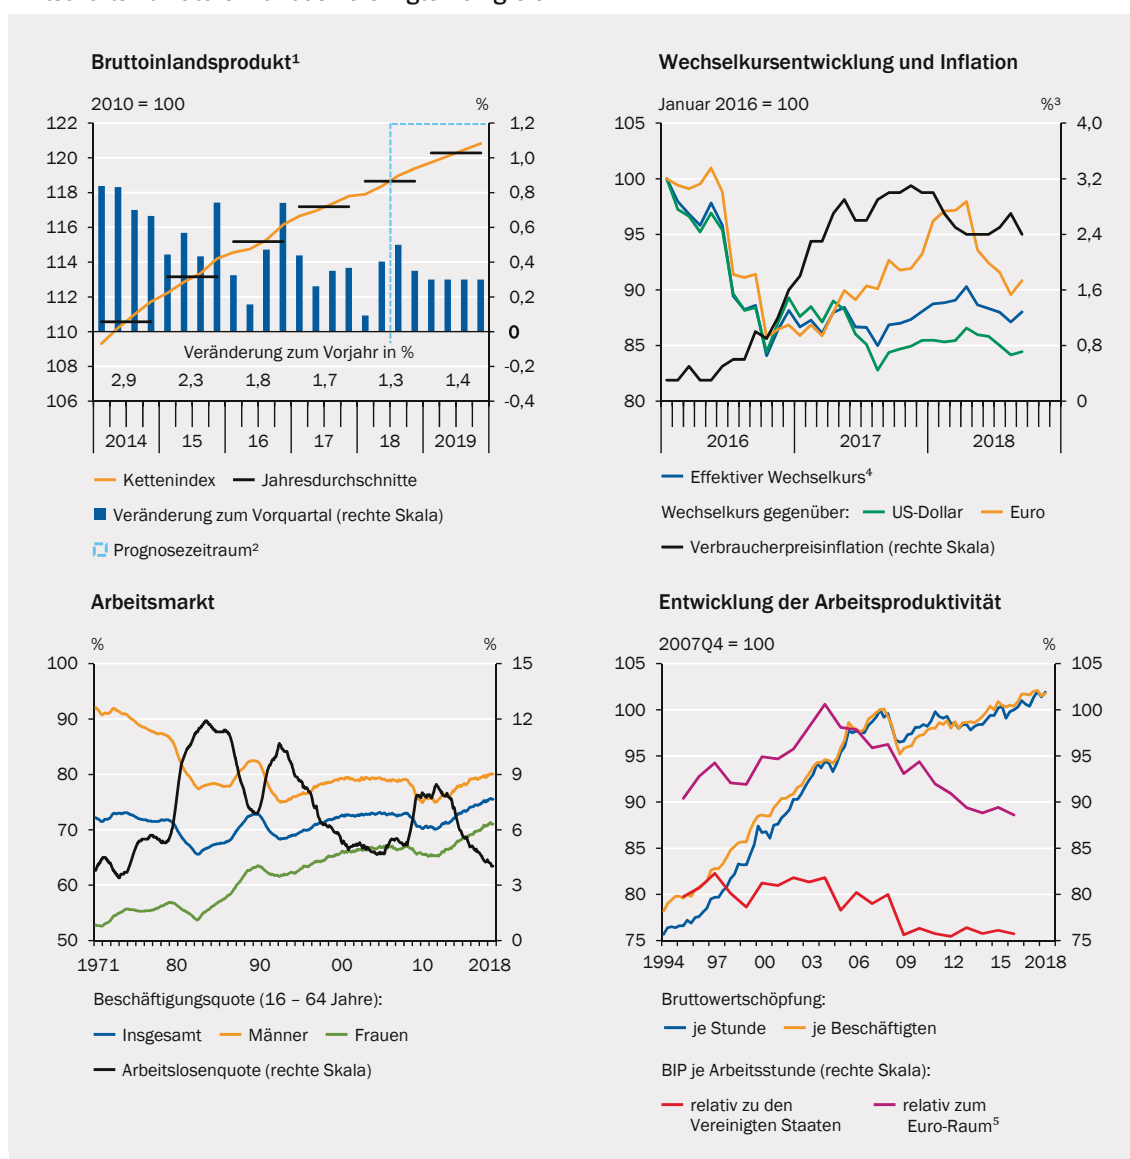 Bruttoinlandsprodukt¹
2010 = 100
%
122
120
118
116
114
112
110
108
106
1,2
1,0
0,8
0,6
0,4
0,2
0
-0,2
-0,4
Veränderung zum Vorjahr in %
2,9 2,3 1,8 1,7 1,3 1,4
2014 15 16 17 18 2019
Kettenindex Jahresdurchschnitte
Veränderung zum Vorquartal (rechte Skala)
Prognosezeitraum²
Wechselkursentwicklung und Inflation
Januar 2016 = 100
%³
105
100
95
90
85
80
4,0
3,2
2,4
1,6
0,8
0
2016 2017 2018
Effektiver Wechselkurs⁴
Wechselkurs gegenüber: US-Dollar Euro
Verbraucherpreisinflation (rechte Skala)
Arbeitsmarkt
%
%
100
90
80
70
60
50
15
12
9
6
3
0
1971 80 90 00 10 2018
Beschäftigungsquote (16 – 64 Jahre):
Insgesamt Männer Frauen
Arbeitslosenquote (rechte Skala)
Entwicklung der Arbeitsproduktivität
2007Q4 = 100
%
105
100
95
90
85
80
75
105
100
95
90
85
80
75
1994 97 00 03 06 09 12 15 2018
Bruttowertschöpfung:
je Stunde je Beschäftigten
BIP je Arbeitsstunde (rechte Skala):
relativ zu den
Vereinigten Staaten
relativ zum
Euro-Raum⁵